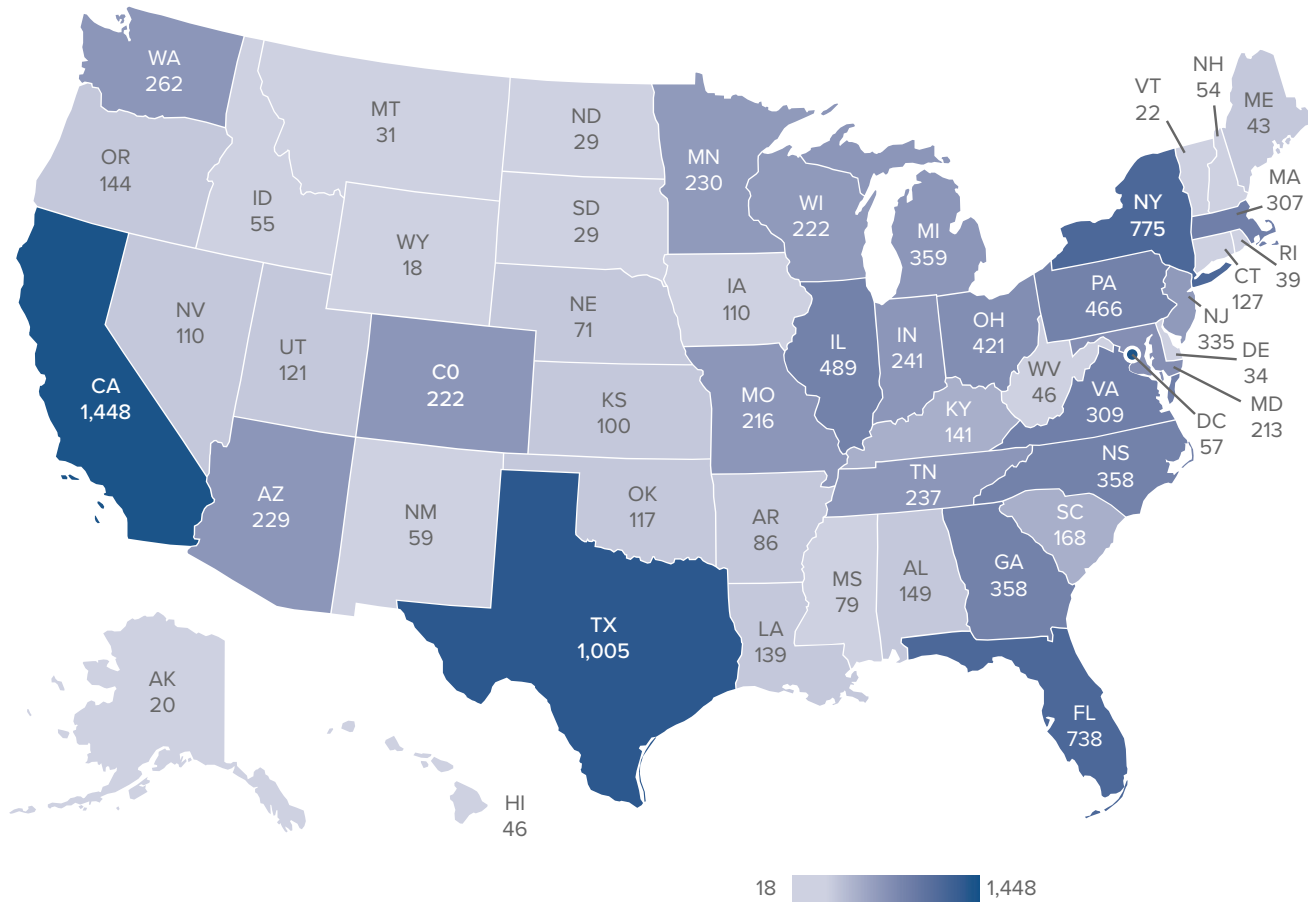 WA
262
MT
31
ND
29
MN
230
OR
144
ID
55
SD
29
WI
222
MI
359
WY
18
VT
22
NH
54
ME
43
NY
775
MA
307
RI
39
CT
127
NJ
335
DE
34
MD
213
DC
57
NV
110
UT
121
NE
71
IA
110
PA
466
IL
489
IN
241
OH
421
WV
46
VA
309
CA
1,448
C0
222
KS
100
MO
216
KY
141
NS
358
TN
237
AZ
229
NM
59
OK
117
AR
86
SC
168
MS
79
AL
149
GA
358
TX
1,005
LA
139
AK
20
FL
738
HI
46
18
1,448